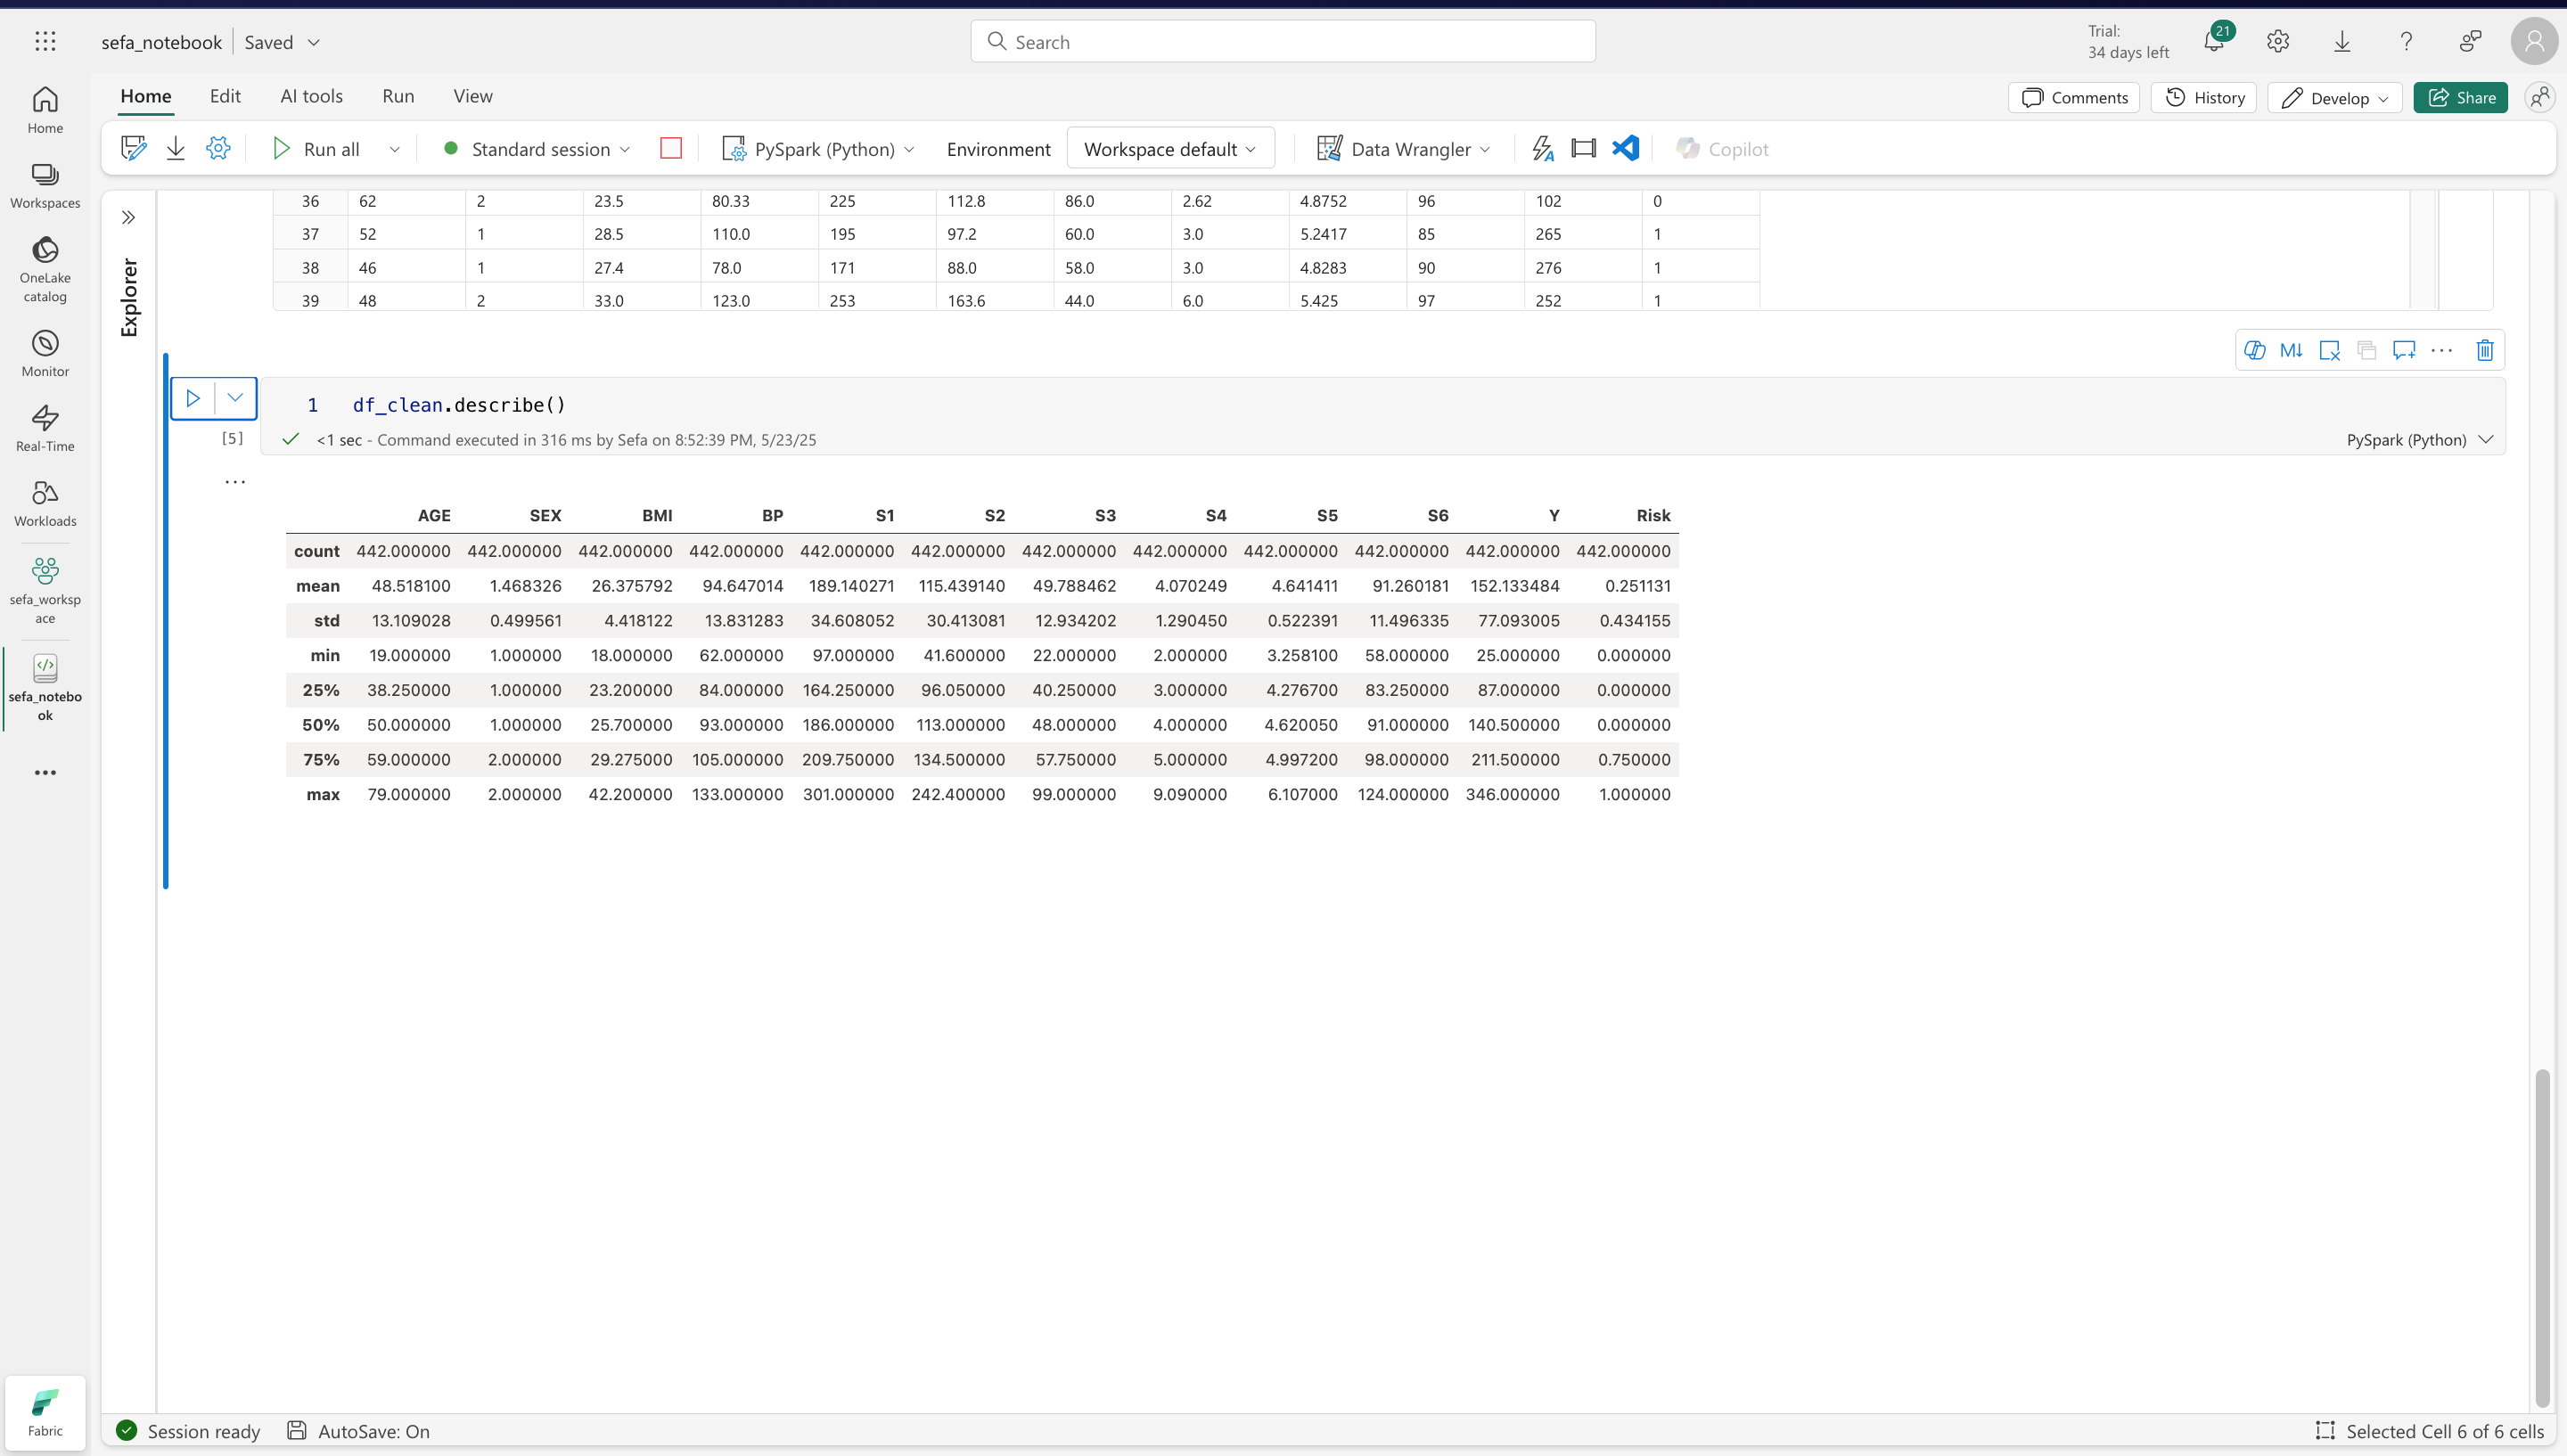 sefa_notebook Saved
Search
Trial:
34 days left
21
Home Edit AI tools Run View
Comments History Develop Share
Run all Standard session PySpark (Python) Environment Workspace default Data Wrangler Copilot
Home
Workspaces
OneLake
catalog
Monitor
Real-Time
Workloads
sefa_worksp
ace
sefa_notebo
ok
Fabric
Explorer
36 62 2 23.5 80.33 225 112.8 86.0 2.62 4.8752 96 102 0
37 52 1 28.5 110.0 195 97.2 60.0 3.0 5.2417 85 265 1
38 46 1 27.4 78.0 171 88.0 58.0 3.0 4.8283 90 276 1
39 48 2 33.0 123.0 253 163.6 44.0 6.0 5.425 97 252 1
M↓
1 df_clean.describe()
[5] <1 sec - Command executed in 316 ms by Sefa on 8:52:39 PM, 5/23/25 PySpark (Python)
AGE SEX BMI BP S1 S2 S3 S4 S5 S6 Y Risk
count 442.000000 442.000000 442.000000 442.000000 442.000000 442.000000 442.000000 442.000000 442.000000 442.000000 442.000000 442.000000
mean 48.518100 1.468326 26.375792 94.647014 189.140271 115.439140 49.788462 4.070249 4.641411 91.260181 152.133484 0.251131
std 13.109028 0.499561 4.418122 13.831283 34.608052 30.413081 12.934202 1.290450 0.522391 11.496335 77.093005 0.434155
min 19.000000 1.000000 18.000000 62.000000 97.000000 41.600000 22.000000 2.000000 3.258100 58.000000 25.000000 0.000000
25% 38.250000 1.000000 23.200000 84.000000 164.250000 96.050000 40.250000 3.000000 4.276700 83.250000 87.000000 0.000000
50% 50.000000 1.000000 25.700000 93.000000 186.000000 113.000000 48.000000 4.000000 4.620050 91.000000 140.500000 0.000000
75% 59.000000 2.000000 29.275000 105.000000 209.750000 134.500000 57.750000 5.000000 4.997200 98.000000 211.500000 0.750000
max 79.000000 2.000000 42.200000 133.000000 301.000000 242.400000 99.000000 9.090000 6.107000 124.000000 346.000000 1.000000
Session ready AutoSave: On Selected Cell 6 of 6 cells